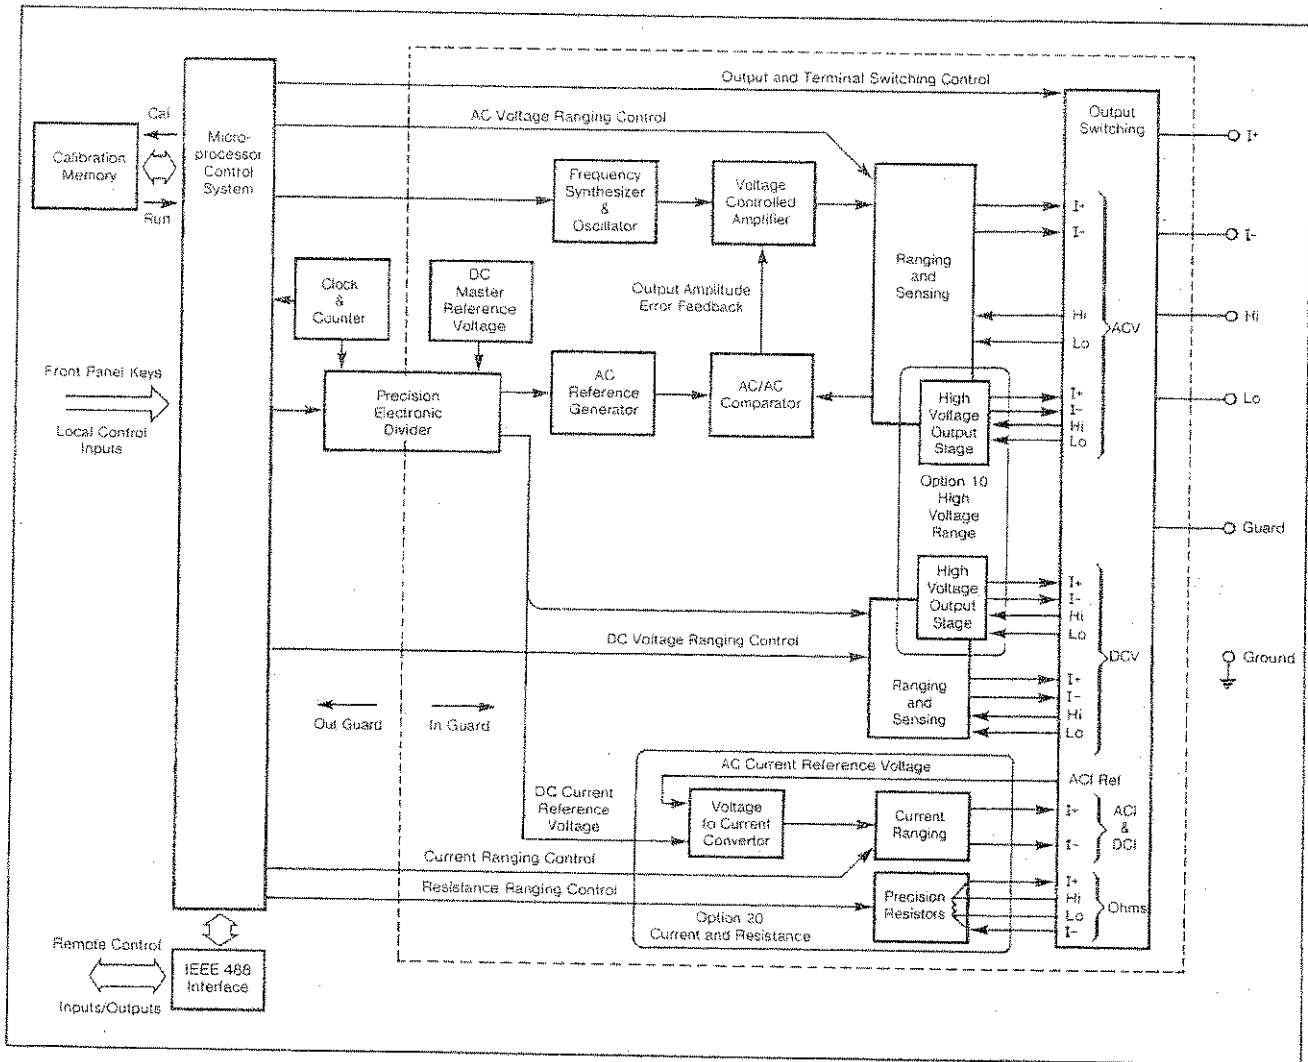 Output and Terminal Switching Control
Output
Switching
Cal
AC Voltage Ranging Control
I+
Calibration
Memory
Micro-
processor
Control
System
Frequency
Synthesizer
&
Oscillator
Voltage
Controlled
Amplifier
Run
Ranging
and
Sensing
I+
I-
I-
Clock
&
Counter
DC
Master
Reference
Voltage
Output Amplitude
Error Feedback
Hi
Lo
ACV
Hi
Front Panel Keys
Local Control
Inputs
Precision
Electronic
Divider
AC
Reference
Generator
AC/AC
Comparator
High
Voltage
Output
Stage
I+
I-
Hi
Lo
Lo
Option 10
High
Voltage
Range
Guard
High
Voltage
Output
Stage
I+
I-
Hi
Lo
DC Voltage Ranging Control
DCV
Ground
Out Guard
In Guard
Ranging
and
Sensing
I+
I-
Hi
Lo
AC Current Reference Voltage
ACI Ref
DC Current
Reference
Voltage
Voltage
to Current
Convertor
Current
Ranging
I+
I-
ACI
&
DCI
Current Ranging Control
Resistance Ranging Control
Precision
Resistors
I+
Hi
Lo
I-
Ohms
Option 20
Current and Resistance
Remote Control
Inputs/Outputs
IEEE 488
Interface